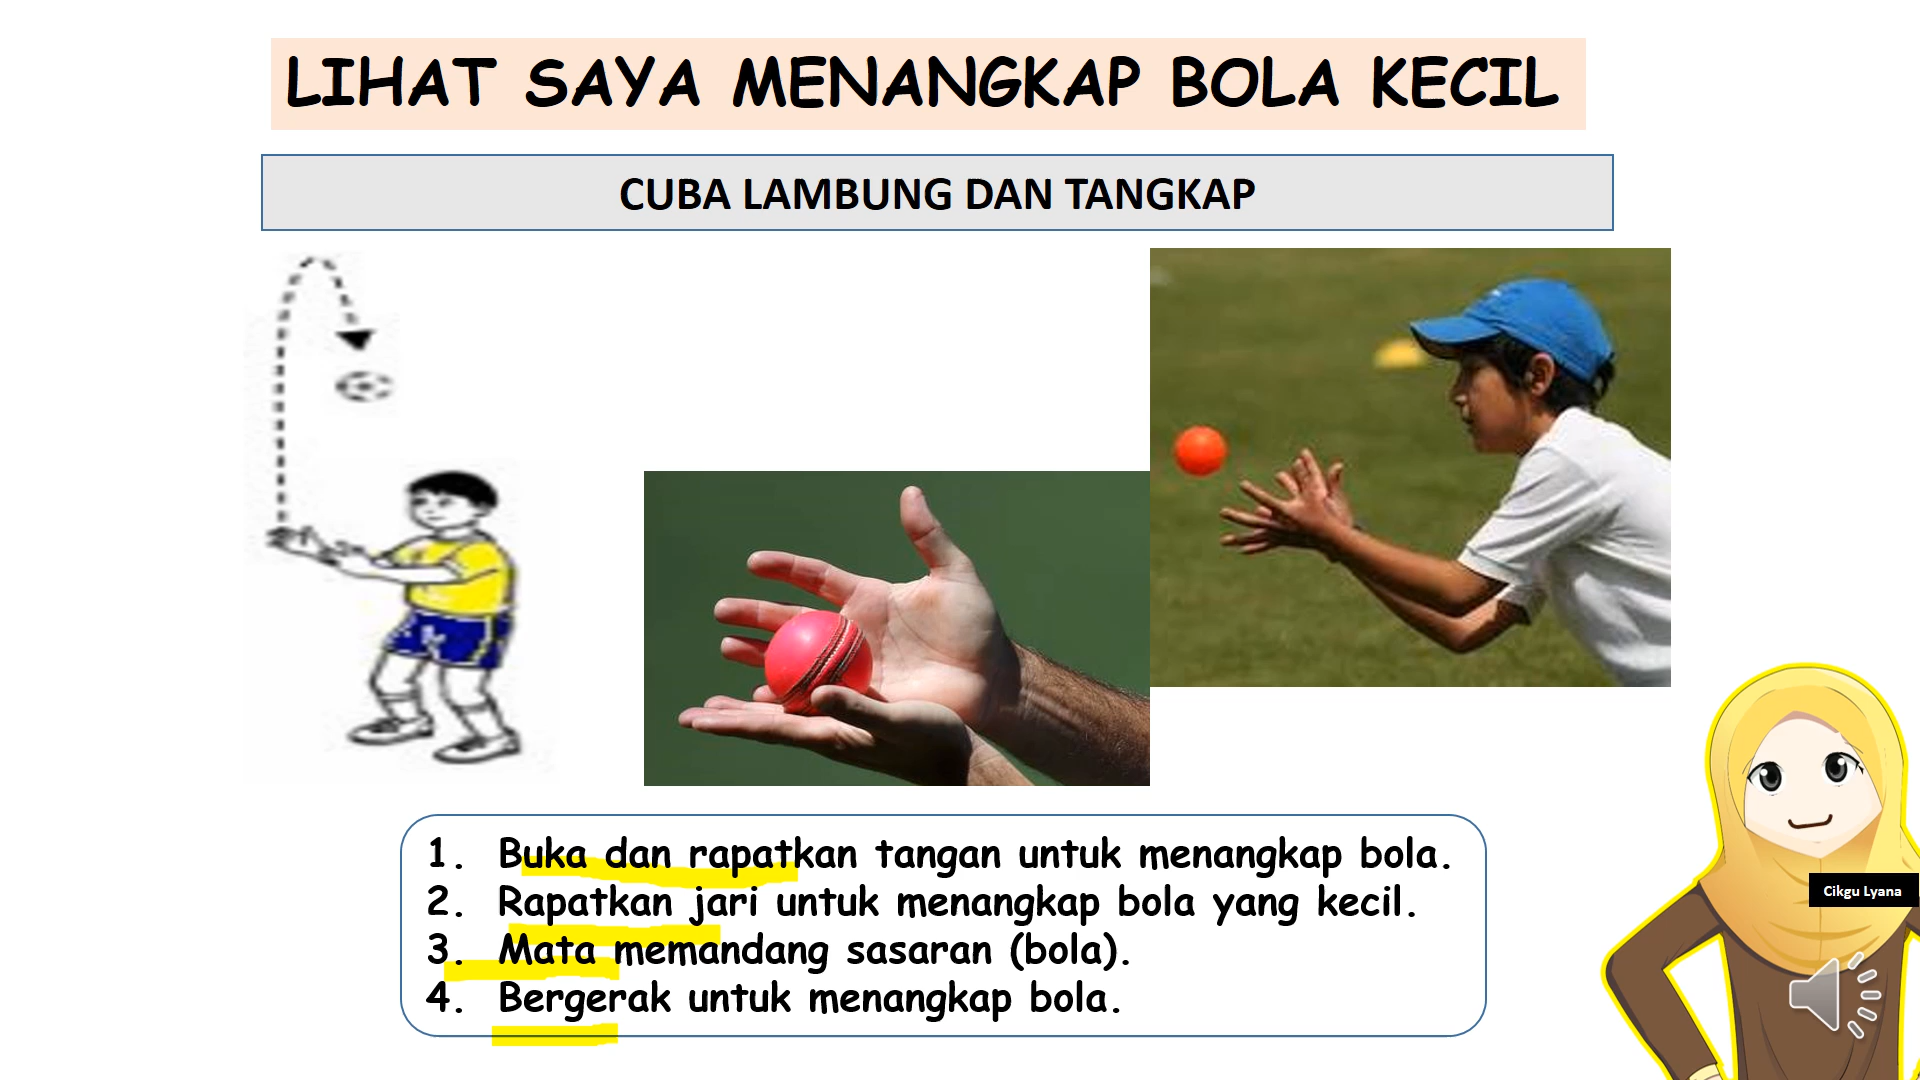 LIHAT SAYA MENANGKAP BOLA KECIL
CUBA LAMBUNG DAN TANGKAP
1. Buka dan rapatkan tangan untuk menangkap bola.
2. Rapatkan jari untuk menangkap bola yang kecil.
3. Mata memandang sasaran (bola).
4. Bergerak untuk menangkap bola.
Cikgu Lyana